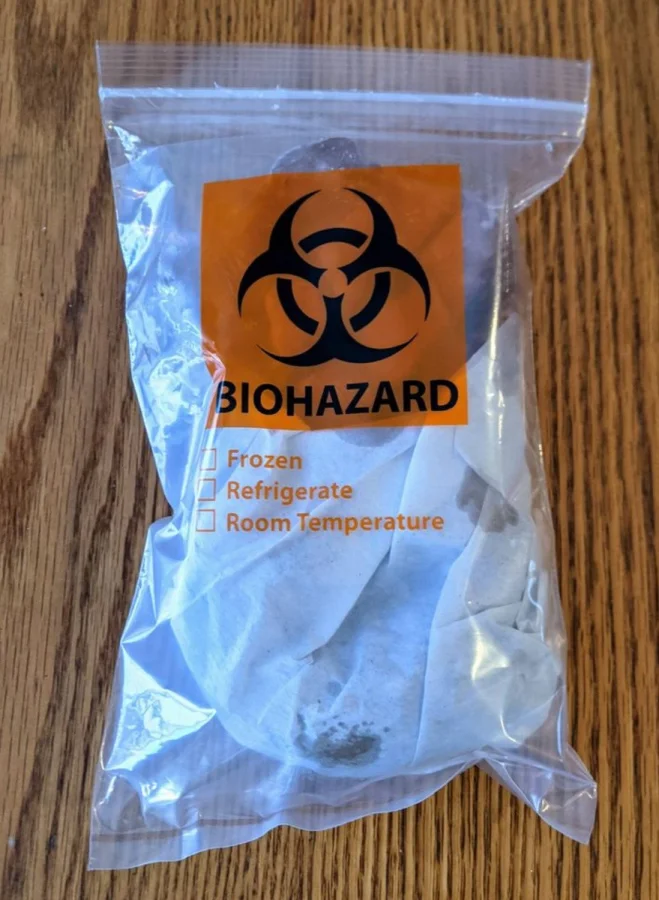 BIOHAZARD
Frozen
Refrigerate
Room Temperature